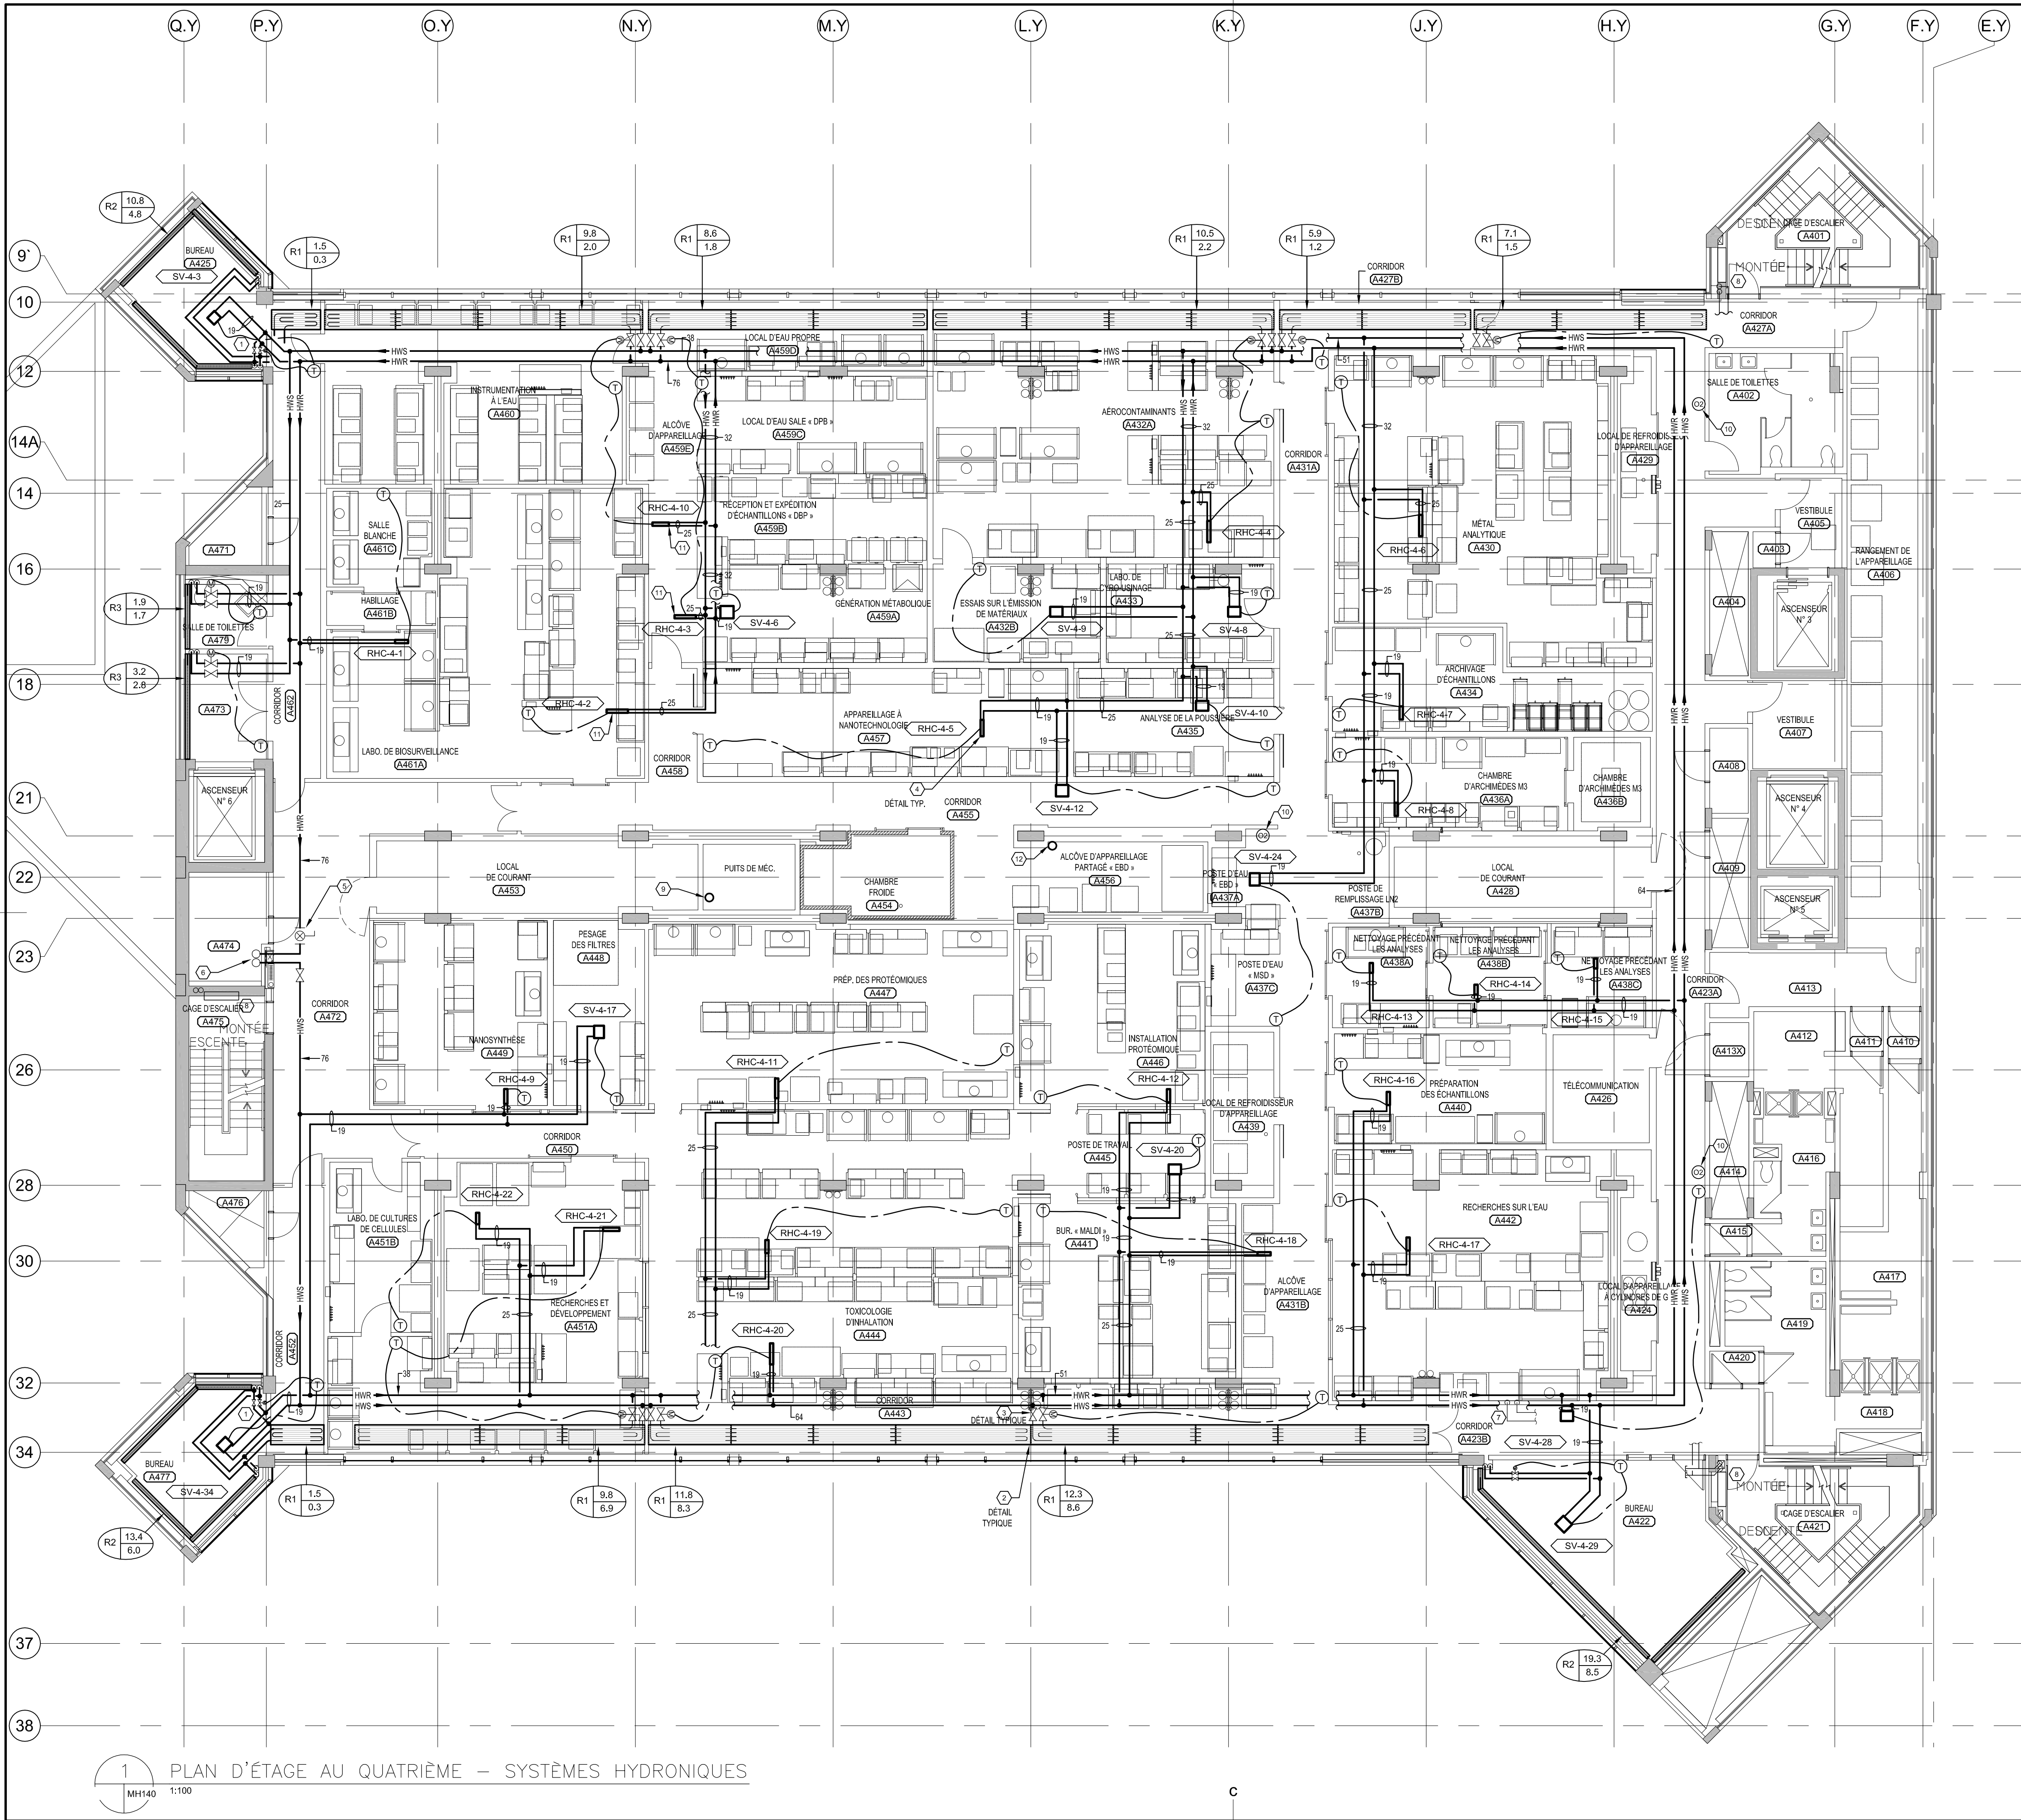 Q.Y P.Y O.Y N.Y M.Y L.Y K.Y J.Y H.Y G.Y F.Y E.Y
9`
10
12
14A
14
16
18
21
22
23
26
28
30
32
34
37
38
R2 10.8 4.8
R1 1.5 0.3
R1 9.8 2.0
R1 8.6 1.8
R1 10.5 2.2
R1 5.9 1.2
R1 7.1 1.5
BUREAU
A425
SV-4-3
CORRIDOR
A427B
DESCENTE
CAGE D'ESCALIER
A401
MONTÉE
CORRIDOR
A427A
LOCAL D'EAU PROPRE
A459D
HWS
HWR
INSTRUMENTATION
À L'EAU
A460
ALCÔVE
D'APPAREILLAGE
A459E
LOCAL D'EAU SALE « DPB »
A459C
AÉROCONTAMINANTS
A432A
CORRIDOR
A431A
SALLE DE TOILETTES
A402
LOCAL DE REFROIDISS
D'APPAREILLAGE
A429
RHC-4-10
RÉCEPTION ET EXPÉDITION
D'ÉCHANTILLONS « DBP »
A459B
SALLE
BLANCHE
A461C
RHC-4-4
RHC-4-6
MÉTAL
ANALYTIQUE
A430
VESTIBULE
A405
A403
RANGEMENT DE
L'APPAREILLAGE
A406
A471
R3 1.9 1.7
SALLE DE TOILETTES
A479
HABILLAGE
A461B
RHC-4-1
RHC-4-3
SV-4-6
GÉNÉRATION MÉTABOLIQUE
A459A
ESSAIS SUR L'ÉMISSION
DE MATÉRIAUX
A432B
LABO. DE
CYRO-USINAGE
A433
SV-4-9
SV-4-8
A404
ASCENSEUR
N° 3
R3 3.2 2.8
A473
CORRIDOR
A462
RHC-4-2
LABO. DE BIOSURVEILLANCE
A461A
CORRIDOR
A458
APPAREILLAGE À
NANOTECHNOLOGIE
A457
RHC-4-5
ANALYSE DE LA POUSSIÈRE
A435
SV-4-10
ARCHIVAGE
D'ÉCHANTILLONS
A434
RHC-4-7
VESTIBULE
A407
A408
ASCENSEUR
N° 6
DÉTAIL TYP.
CORRIDOR
A455
SV-4-12
CHAMBRE
D'ARCHIMÈDES M3
A436A
CHAMBRE
D'ARCHIMÈDES M3
A436B
RHC-4-8
ASCENSEUR
N° 4
LOCAL
DE COURANT
A453
PUITS DE MÉC.
CHAMBRE
FROIDE
A454
ALCÔVE D'APPAREILLAGE
PARTAGÉ « EBD »
A456
SV-4-24
POSTE D'EAU
« EBD »
A437A
POSTE DE
REMPLISSAGE LN2
A437B
LOCAL
DE COURANT
A428
A409
ASCENSEUR
N° 5
A474
PESAGE
DES FILTRES
A448
PRÉP. DES PROTÉOMIQUES
A447
POSTE D'EAU
« MSD »
A437C
NETTOYAGE PRÉCÉDANT
LES ANALYSES
A438A
NETTOYAGE PRÉCÉDANT
LES ANALYSES
A438B
NETTOYAGE PRÉCÉDANT
LES ANALYSES
A438C
CORRIDOR
A423A
A413
CORRIDOR
A472
CAGE D'ESCALIER
A475
MONTÉE
ESCENTE
SV-4-17
RHC-4-13
RHC-4-14
RHC-4-15
NANOSYNTHÈSE
A449
RHC-4-9
RHC-4-11
INSTALLATION
PROTÉOMIQUE
A446
RHC-4-12
RHC-4-16
PRÉPARATION
DES ÉCHANTILLONS
A440
TÉLÉCOMMUNICATION
A426
A413X
A412
A411
A410
LOCAL DE REFROIDISSEUR
D'APPAREILLAGE
A439
CORRIDOR
A450
POSTE DE TRAVAIL
A445
SV-4-20
A414
A416
A476
RHC-4-22
RHC-4-21
LABO. DE CULTURES
DE CELLULES
A451B
RHC-4-19
BUR. « MALDI »
A441
RHC-4-18
RECHERCHES SUR L'EAU
A442
RHC-4-17
A415
A417
RECHERCHES ET
DÉVELOPPEMENT
A451A
TOXICOLOGIE
D'INHALATION
A444
RHC-4-20
ALCÔVE
D'APPAREILLAGE
A431B
LOCAL D'APPAREILLAGE
À CYLINDRES DE G
A424
A419
A420
CORRIDOR
A452
HWR
HWS
CORRIDOR
A443
DÉTAIL TYPIQUE
CORRIDOR
A423B
SV-4-28
A418
BUREAU
A477
SV-4-34
R1 1.5 0.3
R1 9.8 6.9
R1 11.8 8.3
DÉTAIL
TYPIQUE
R1 12.3 8.6
R2 13.4 6.0
BUREAU
A422
SV-4-29
MONTÉE
CAGE D'ESCALIER
A421
DESCENTE
R2 19.3 8.5
1
MH140
PLAN D'ÉTAGE AU QUATRIÈME – SYSTÈMES HYDRONIQUES
1:100
C